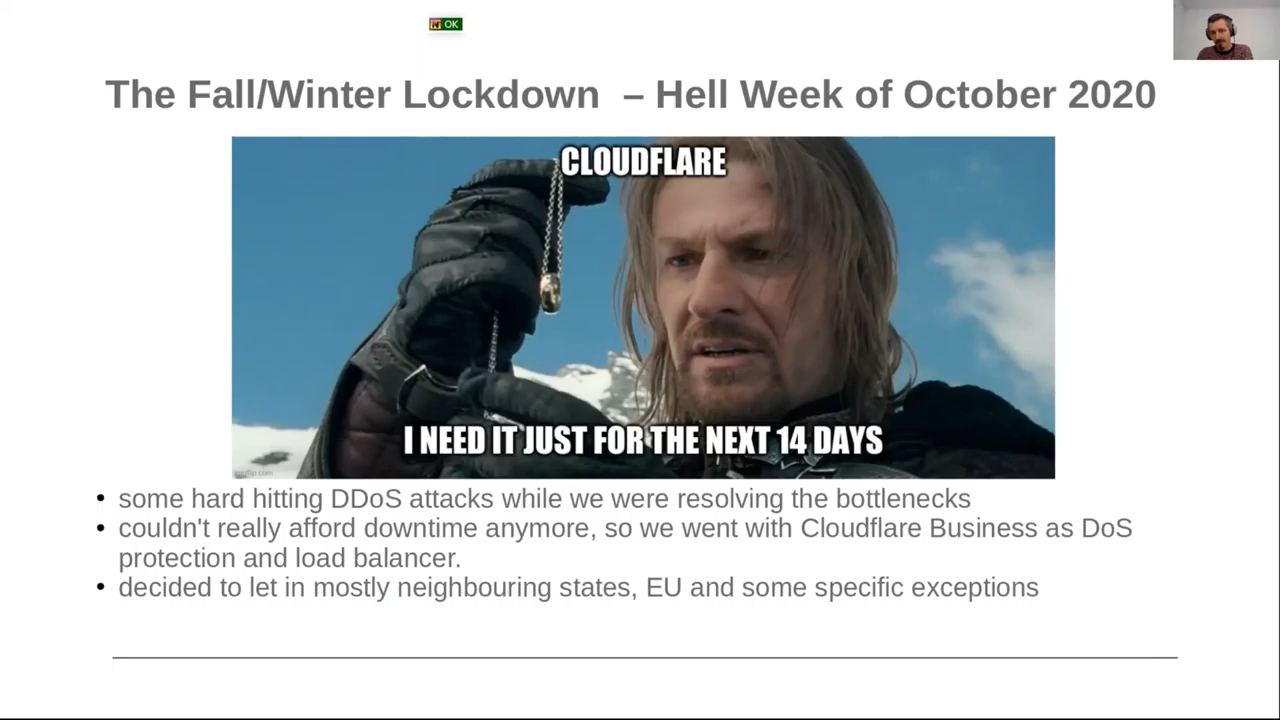 OK
The Fall/Winter Lockdown – Hell Week of October 2020
CLOUDFLARE
I NEED IT JUST FOR THE NEXT 14 DAYS
imgflip.com
• some hard hitting DDoS attacks while we were resolving the bottlenecks
• couldn't really afford downtime anymore, so we went with Cloudflare Business as DoS
protection and load balancer.
• decided to let in mostly neighbouring states, EU and some specific exceptions